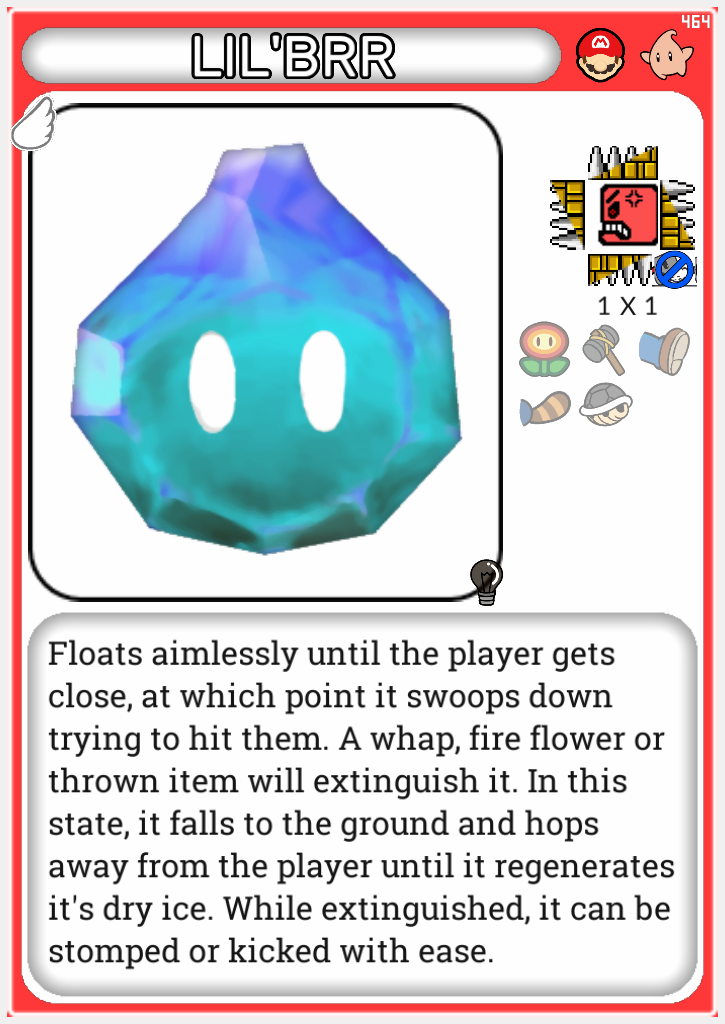 464
LIL'BRR
1 X 1
Floats aimlessly until the player gets
close, at which point it swoops down
trying to hit them. A whap, fire flower or
thrown item will extinguish it. In this
state, it falls to the ground and hops
away from the player until it regenerates
it's dry ice. While extinguished, it can be
stomped or kicked with ease.